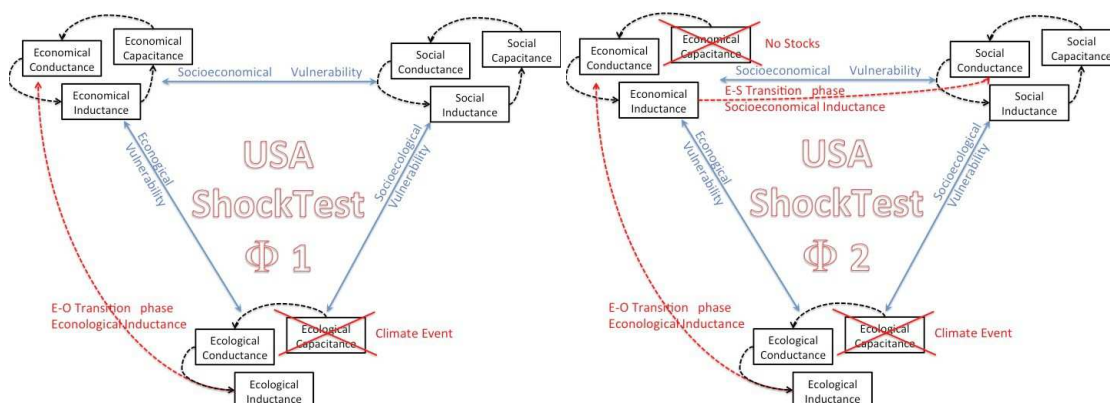 Economical
Conductance
Economical
Capacitance
Economical
Inductance
Socioeconomical Vulnerability
Social
Conductance
Social
Capacitance
Social
Inductance
Econogical
Vulnerability
Socioecological
Vulnerability
USA
ShockTest
Φ 1
E-O Transition phase
Econological Inductance
Ecological
Conductance
Ecological
Capacitance
Climate Event
Ecological
Inductance
Economical
Conductance
Economical
Capacitance
No Stocks
Economical
Inductance
Socioeconomical Vulnerability
E-S Transition phase
Socioeconomical Inductance
Social
Conductance
Social
Capacitance
Social
Inductance
Econogical
Vulnerability
Socioecological
Vulnerability
USA
ShockTest
Φ 2
E-O Transition phase
Econological Inductance
Ecological
Conductance
Ecological
Capacitance
Climate Event
Ecological
Inductance